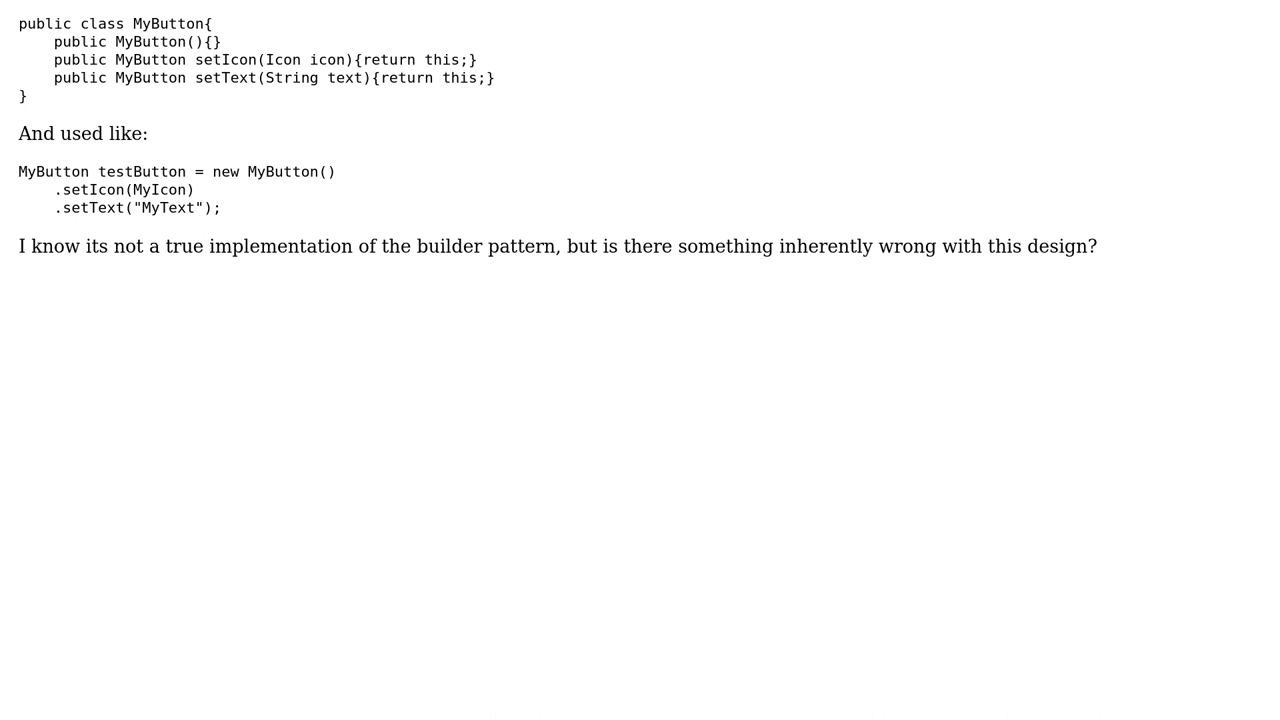 public class MyButton{
    public MyButton(){}
    public MyButton setIcon(Icon icon){return this;}
    public MyButton setText(String text){return this;}
}
And used like:
MyButton testButton = new MyButton()
    .setIcon(MyIcon)
    .setText("MyText");
I know its not a true implementation of the builder pattern, but is there something inherently wrong with this design?